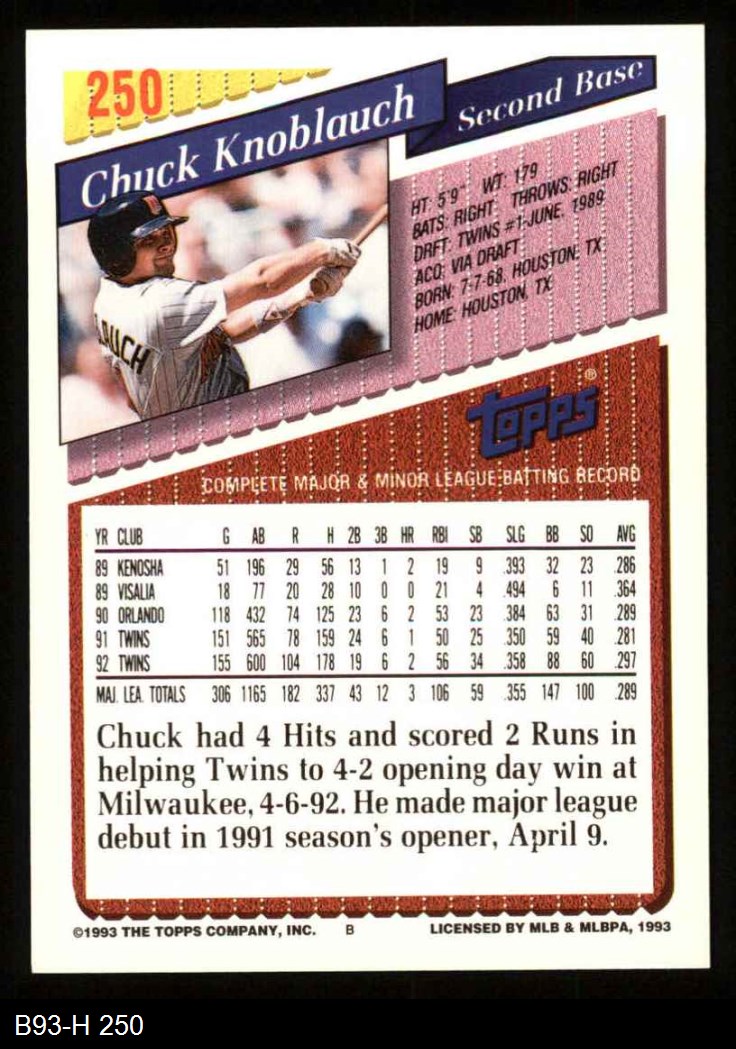 250
Chuck Knoblauch
Second Base
HT: 5'9" WT: 179
BATS: RIGHT THROWS: RIGHT
DRFT: TWINS #1-JUNE, 1989
ACQ: VIA DRAFT
BORN: 7-7-68, HOUSTON, TX
HOME: HOUSTON, TX
LAUCH
topps®
COMPLETE MAJOR & MINOR LEAGUE BATTING RECORD
YR CLUB G AB R H 2B 3B HR RBI SB SLG BB SO AVG
89 KENOSHA 51 196 29 56 13 1 2 19 9 .393 32 23 .286
89 VISALIA 18 77 20 28 10 0 0 21 4 .494 6 11 .364
90 ORLANDO 118 432 74 125 23 6 2 53 23 .384 63 31 .289
91 TWINS 151 565 78 159 24 6 1 50 25 .350 59 40 .281
92 TWINS 155 600 104 178 19 6 2 56 34 .358 88 60 .297
MAJ. LEA. TOTALS 306 1165 182 337 43 12 3 106 59 .355 147 100 .289
Chuck had 4 Hits and scored 2 Runs in
helping Twins to 4-2 opening day win at
Milwaukee, 4-6-92. He made major league
debut in 1991 season's opener, April 9.
©1993 THE TOPPS COMPANY, INC. B LICENSED BY MLB & MLBPA, 1993
B93-H 250